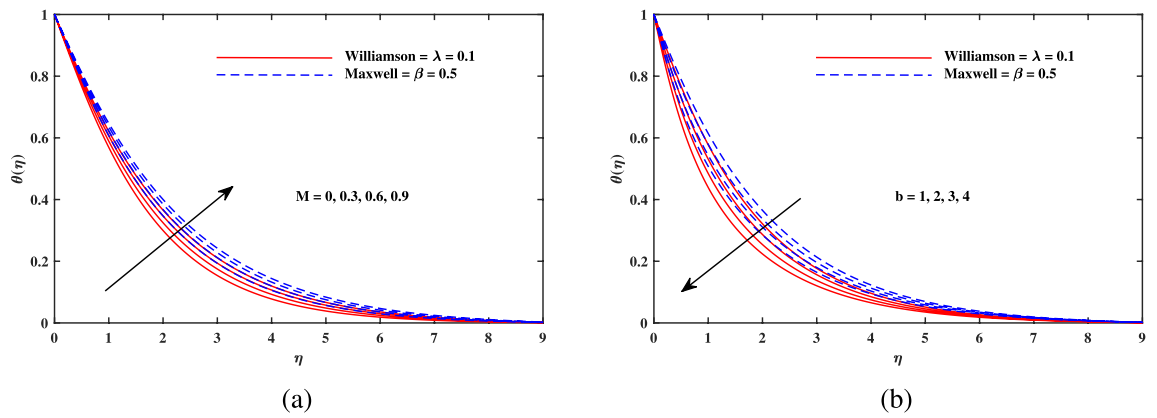 1
0.8
0.6
0.4
0.2
0
θ(η)
Williamson = λ = 0.1
Maxwell = β = 0.5
M = 0, 0.3, 0.6, 0.9
0 1 2 3 4 5 6 7 8 9
η
(a)
1
0.8
0.6
0.4
0.2
0
θ(η)
Williamson = λ = 0.1
Maxwell = β = 0.5
b = 1, 2, 3, 4
0 1 2 3 4 5 6 7 8 9
η
(b)